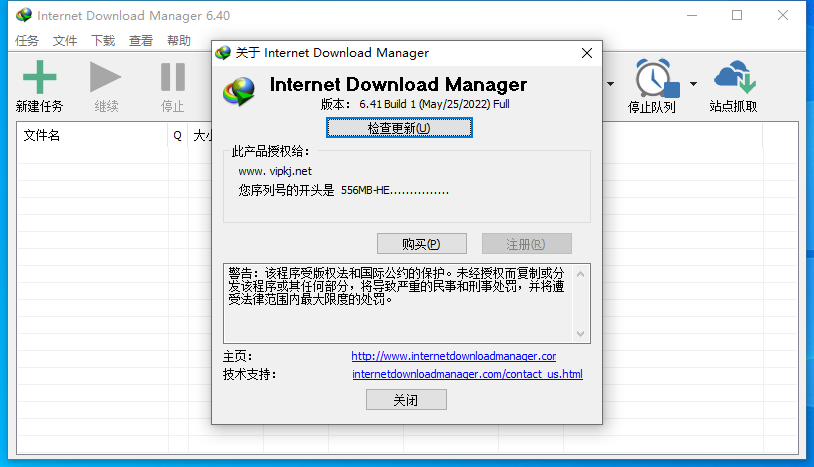 Internet Download Manager 6.40
任务 文件 下载 查看 帮助
新建任务 继续 停止 停止队列 站点抓取
文件名 Q 大小
关于 Internet Download Manager
Internet Download Manager
版本： 6.41 Build 1 (May/25/2022) Full
检查更新(U)
此产品授权给：
www. vipkj.net
您序列号的开头是 556MB-HE...............
购买(P) 注册(R)
警告：该程序受版权法和国际公约的保护。未经授权而复制或分
发该程序或其任何部分，将导致严重的民事和刑事处罚，并将遭
受法律范围内最大限度的处罚。
主页： http://www.internetdownloadmanager.cor
技术支持： internetdownloadmanager.com/contact_us.html
关闭